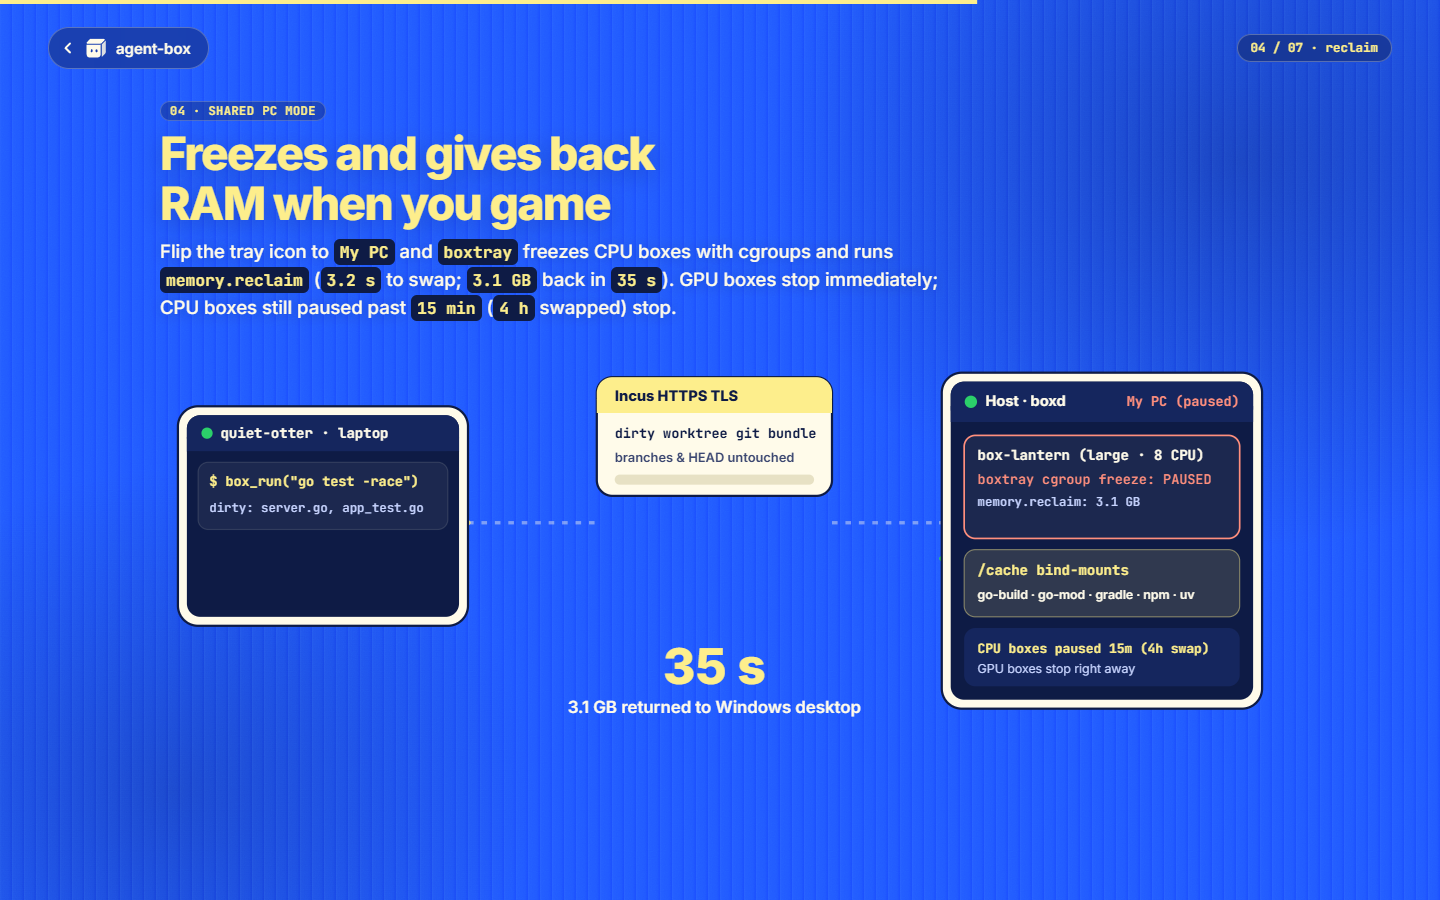 agent-box
04 / 07 · reclaim
04 · SHARED PC MODE
Freezes and gives back
RAM when you game
Flip the tray icon to My PC and boxtray freezes CPU boxes with cgroups and runs
memory.reclaim (3.2 s to swap; 3.1 GB back in 35 s). GPU boxes stop immediately;
CPU boxes still paused past 15 min (4 h swapped) stop.
quiet-otter · laptop
$ box_run("go test -race")
dirty: server.go, app_test.go
Incus HTTPS TLS
dirty worktree git bundle
branches & HEAD untouched
35 s
3.1 GB returned to Windows desktop
Host · boxd
My PC (paused)
box-lantern (large · 8 CPU)
boxtray cgroup freeze: PAUSED
memory.reclaim: 3.1 GB
/cache bind-mounts
go-build · go-mod · gradle · npm · uv
CPU boxes paused 15m (4h swap)
GPU boxes stop right away